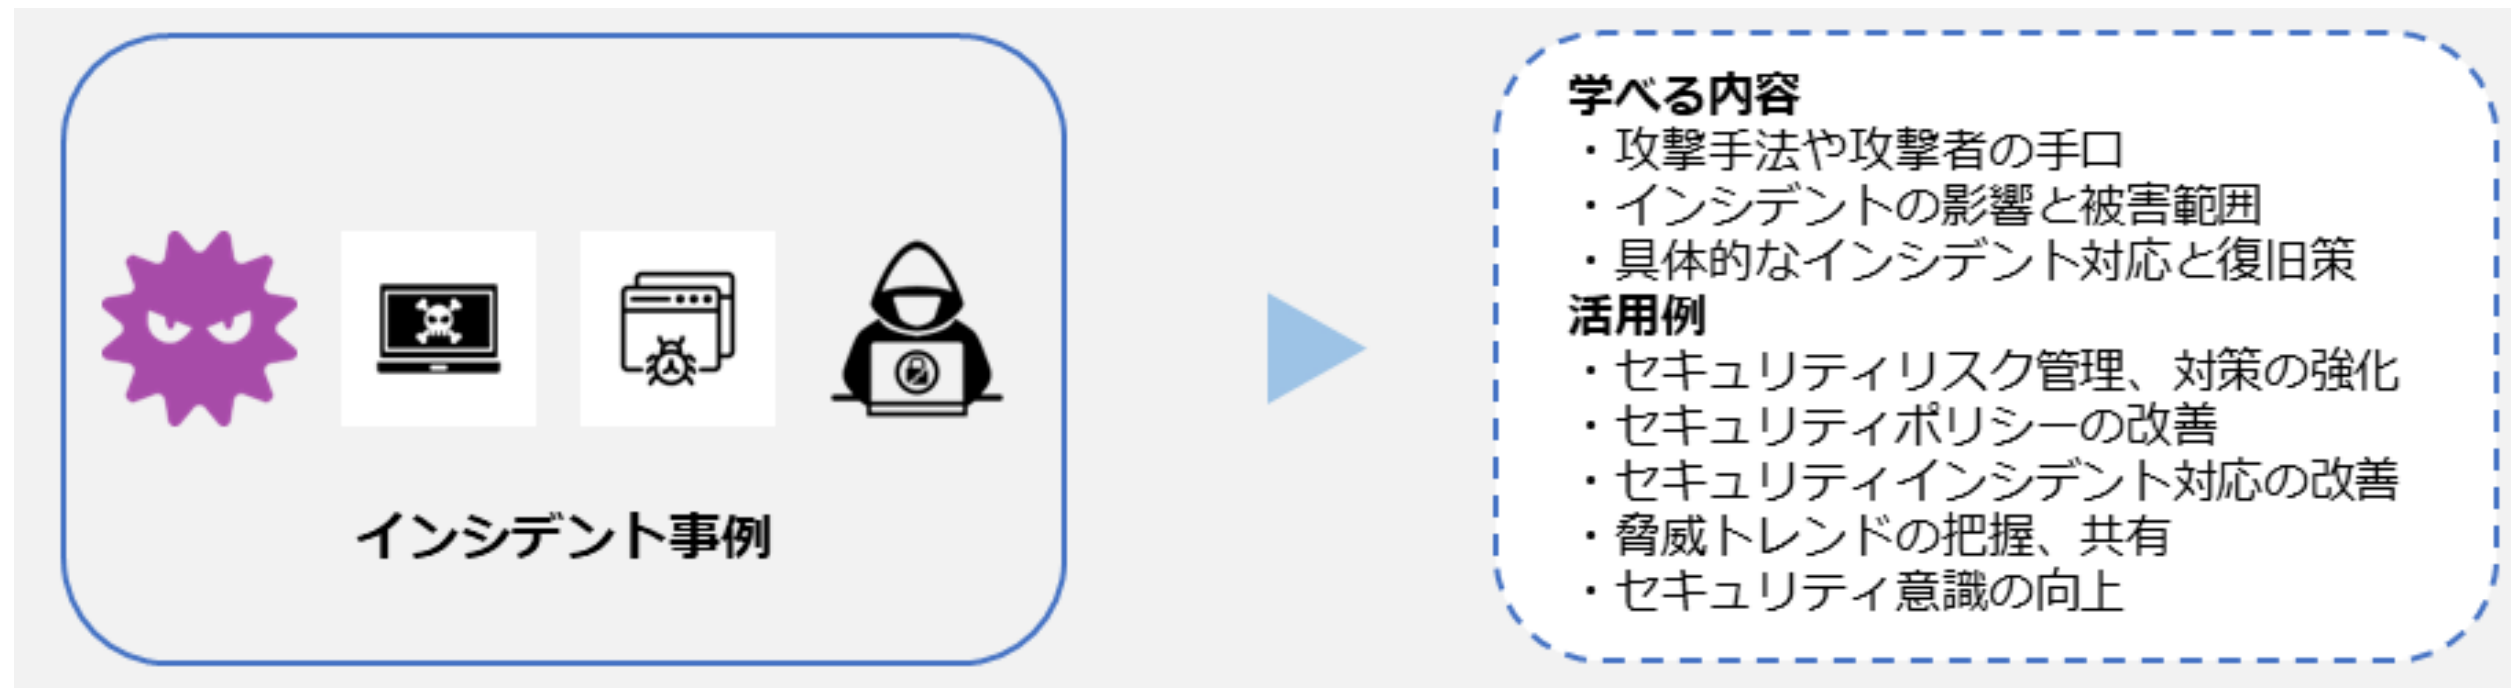 インシデント事例
学べる内容
・攻撃手法や攻撃者の手口
・インシデントの影響と被害範囲
・具体的なインシデント対応と復旧策
活用例
・セキュリティリスク管理、対策の強化
・セキュリティポリシーの改善
・セキュリティインシデント対応の改善
・脅威トレンドの把握、共有
・セキュリティ意識の向上